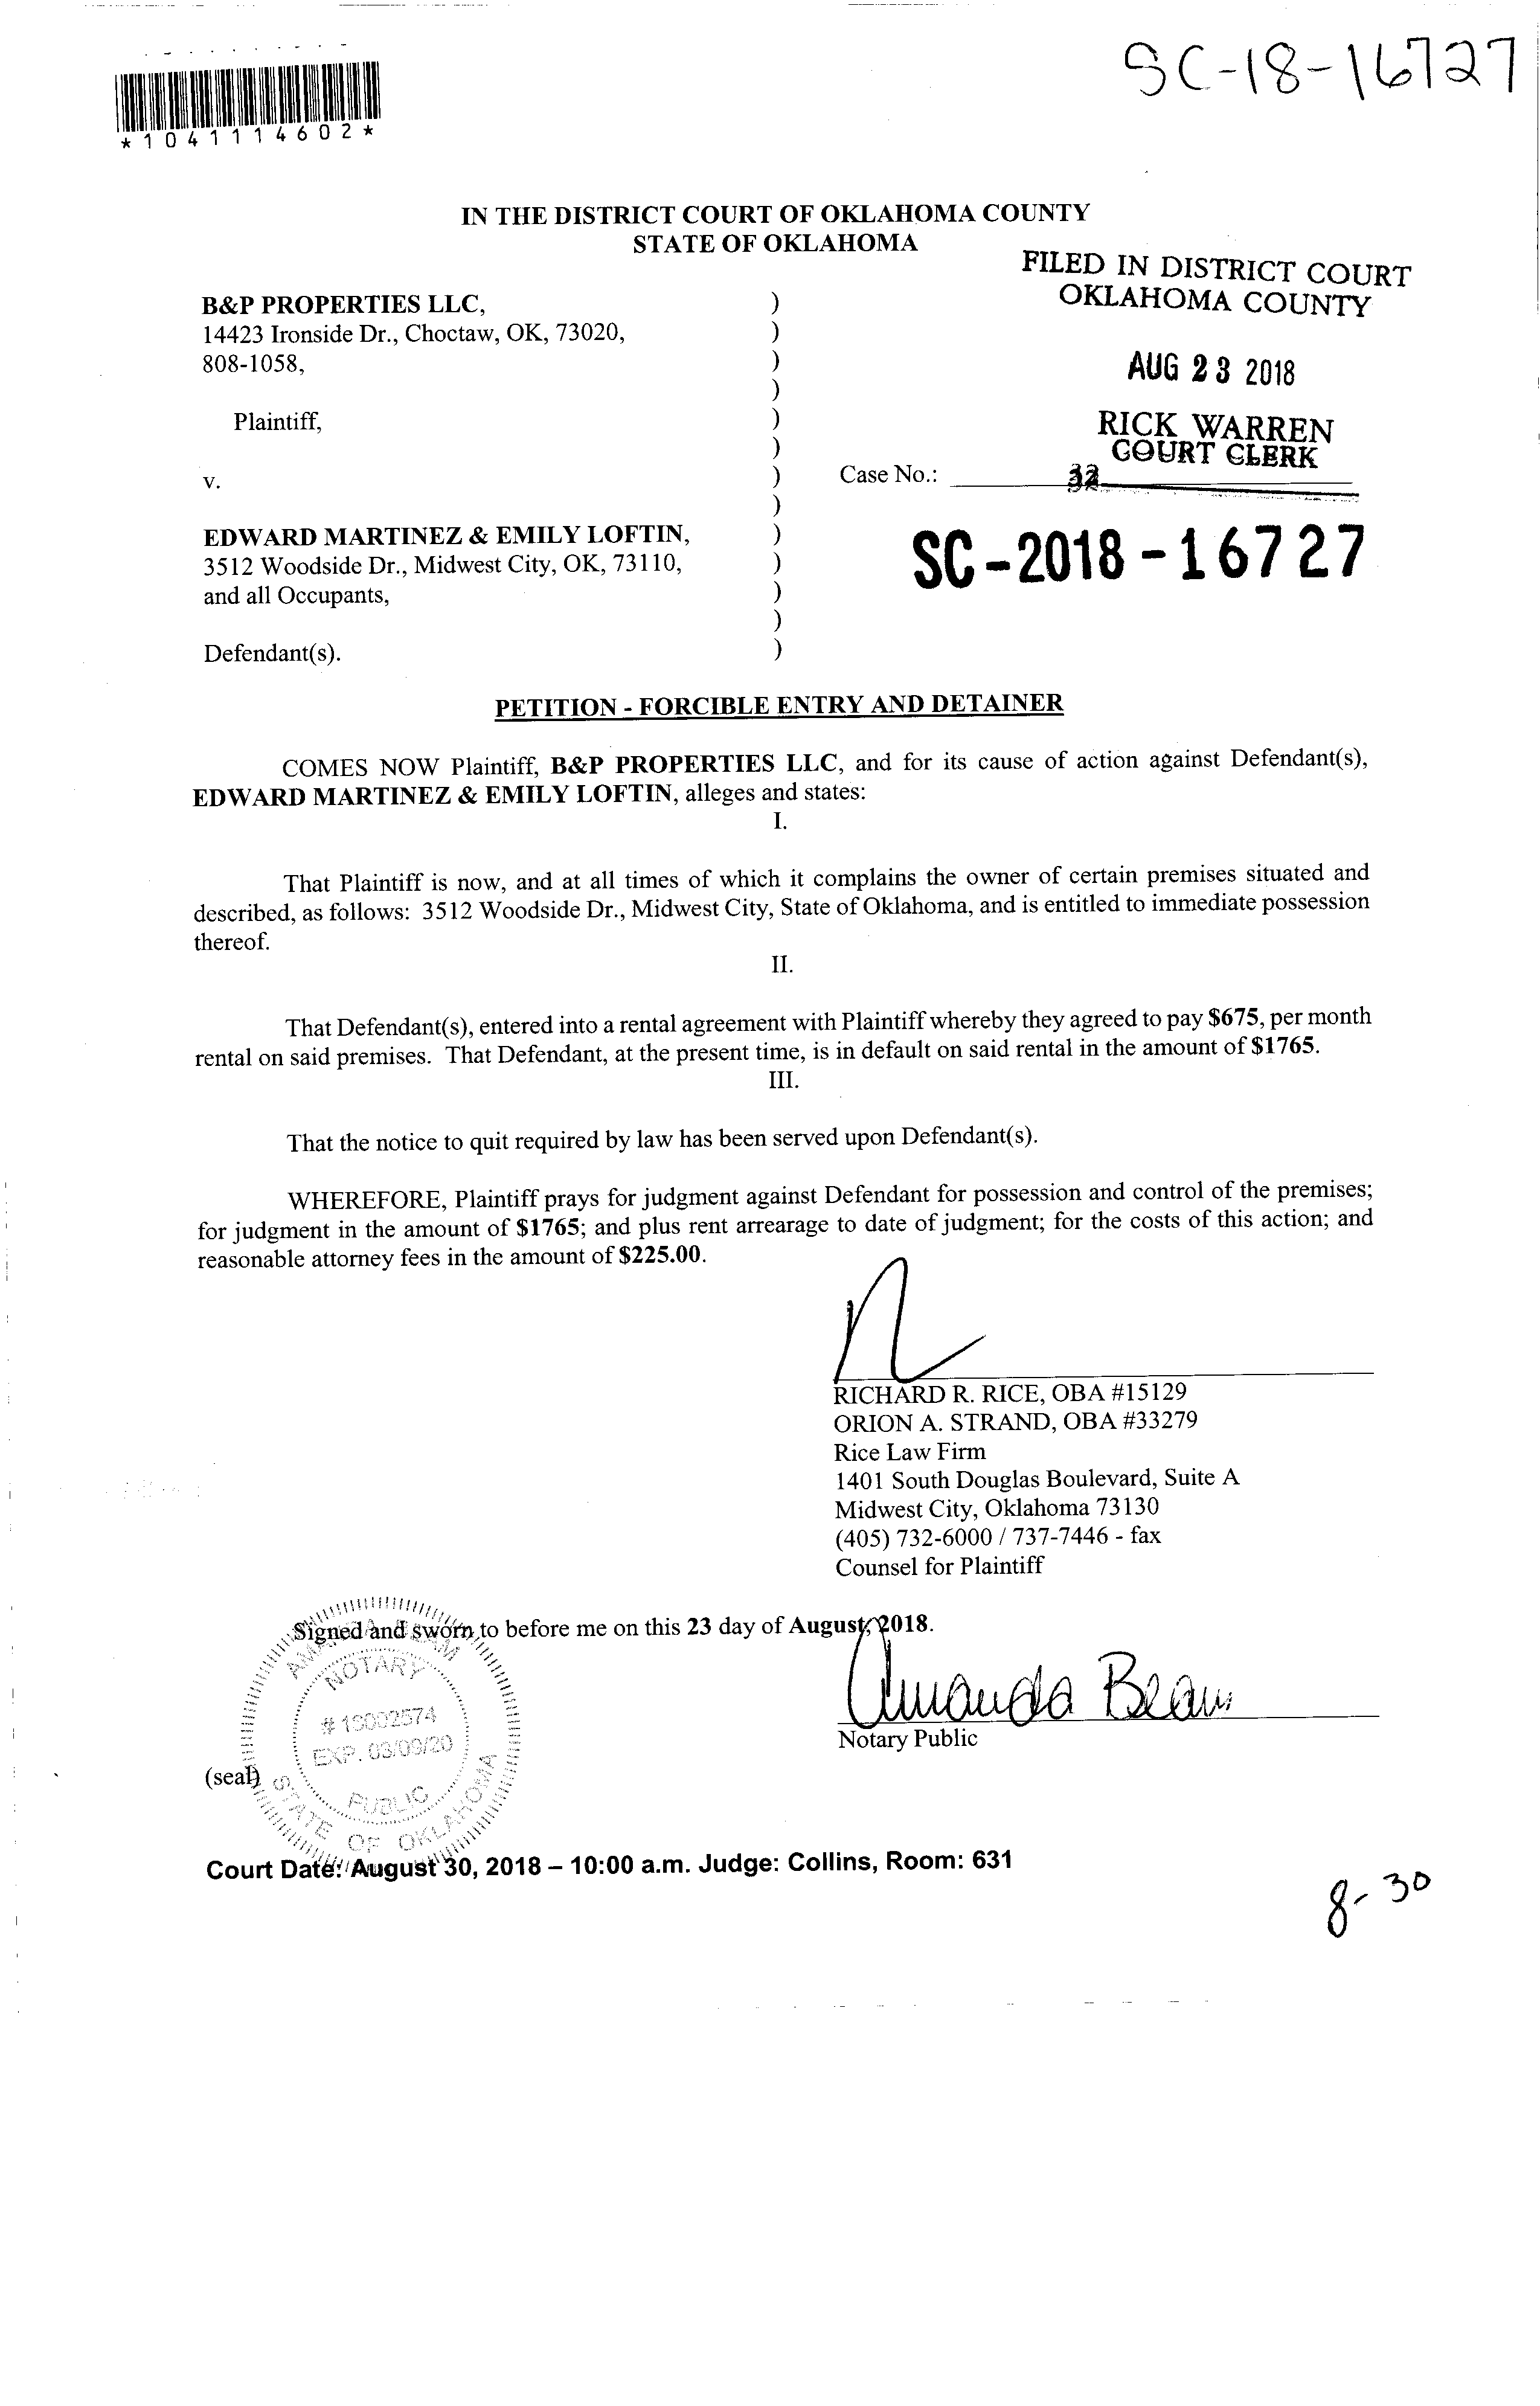 SC-18-16727
*1041114602*
IN THE DISTRICT COURT OF OKLAHOMA COUNTY
STATE OF OKLAHOMA
FILED IN DISTRICT COURT
OKLAHOMA COUNTY
AUG 23 2018
RICK WARREN
COURT CLERK
32
B&P PROPERTIES LLC, )
14423 Ironside Dr., Choctaw, OK, 73020, )
808-1058, )
)
Plaintiff, )
)
v. ) Case No.:
)
EDWARD MARTINEZ & EMILY LOFTIN, )
3512 Woodside Dr., Midwest City, OK, 73110, )
and all Occupants, )
)
Defendant(s). )
SC-2018-16727
PETITION - FORCIBLE ENTRY AND DETAINER
COMES NOW Plaintiff, B&P PROPERTIES LLC, and for its cause of action against Defendant(s),
EDWARD MARTINEZ & EMILY LOFTIN, alleges and states:
I.
That Plaintiff is now, and at all times of which it complains the owner of certain premises situated and
described, as follows: 3512 Woodside Dr., Midwest City, State of Oklahoma, and is entitled to immediate possession
thereof.
II.
That Defendant(s), entered into a rental agreement with Plaintiff whereby they agreed to pay $675, per month
rental on said premises. That Defendant, at the present time, is in default on said rental in the amount of $1765.
III.
That the notice to quit required by law has been served upon Defendant(s).
WHEREFORE, Plaintiff prays for judgment against Defendant for possession and control of the premises;
for judgment in the amount of $1765; and plus rent arrearage to date of judgment; for the costs of this action; and
reasonable attorney fees in the amount of $225.00.
RICHARD R. RICE, OBA #15129
ORION A. STRAND, OBA #33279
Rice Law Firm
1401 South Douglas Boulevard, Suite A
Midwest City, Oklahoma 73130
(405) 732-6000 / 737-7446 - fax
Counsel for Plaintiff
Signed and sworn to before me on this 23 day of August, 2018.
Amanda Beam
Notary Public
NOTARY
EXP. 03/09/20
PUBLIC
STATE OF OKLAHOMA
(seal)
Court Date: August 30, 2018 – 10:00 a.m. Judge: Collins, Room: 631
8-30